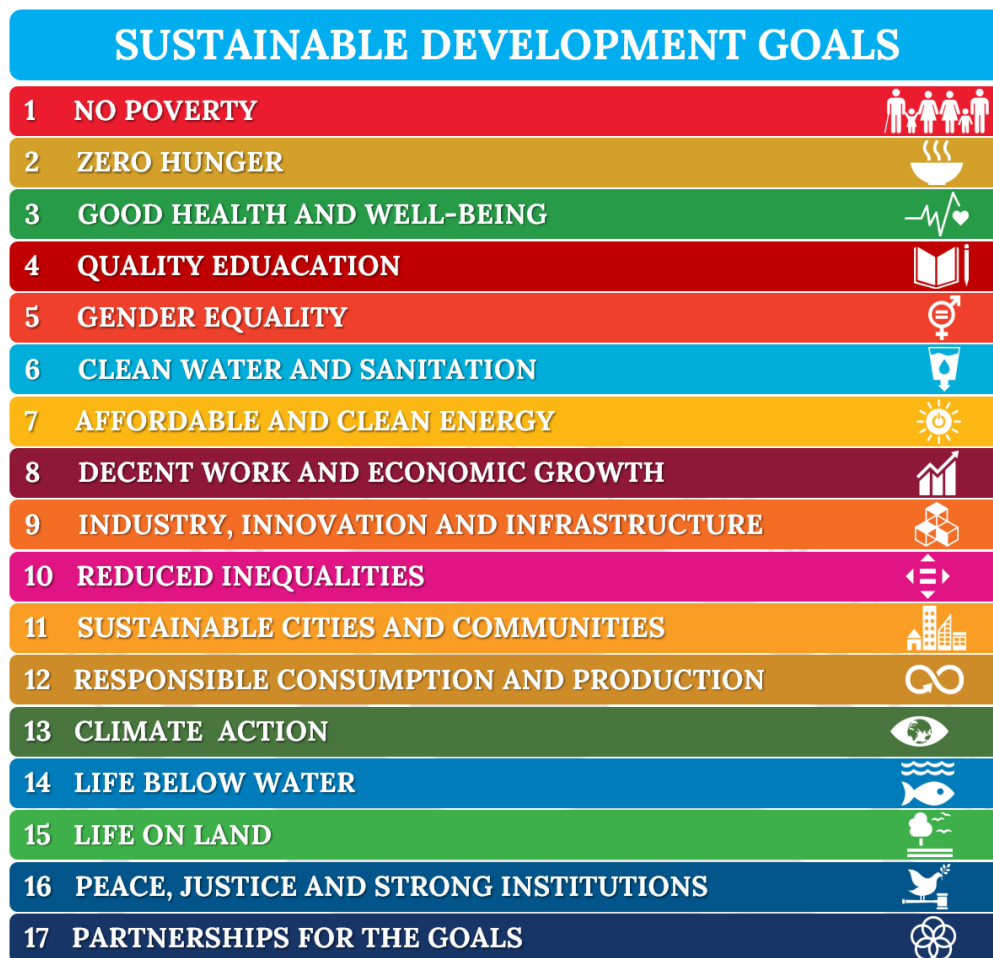 SUSTAINABLE DEVELOPMENT GOALS
1 NO POVERTY
2 ZERO HUNGER
3 GOOD HEALTH AND WELL-BEING
4 QUALITY EDUACATION
5 GENDER EQUALITY
6 CLEAN WATER AND SANITATION
7 AFFORDABLE AND CLEAN ENERGY
8 DECENT WORK AND ECONOMIC GROWTH
9 INDUSTRY, INNOVATION AND INFRASTRUCTURE
10 REDUCED INEQUALITIES
11 SUSTAINABLE CITIES AND COMMUNITIES
12 RESPONSIBLE CONSUMPTION AND PRODUCTION
13 CLIMATE ACTION
14 LIFE BELOW WATER
15 LIFE ON LAND
16 PEACE, JUSTICE AND STRONG INSTITUTIONS
17 PARTNERSHIPS FOR THE GOALS